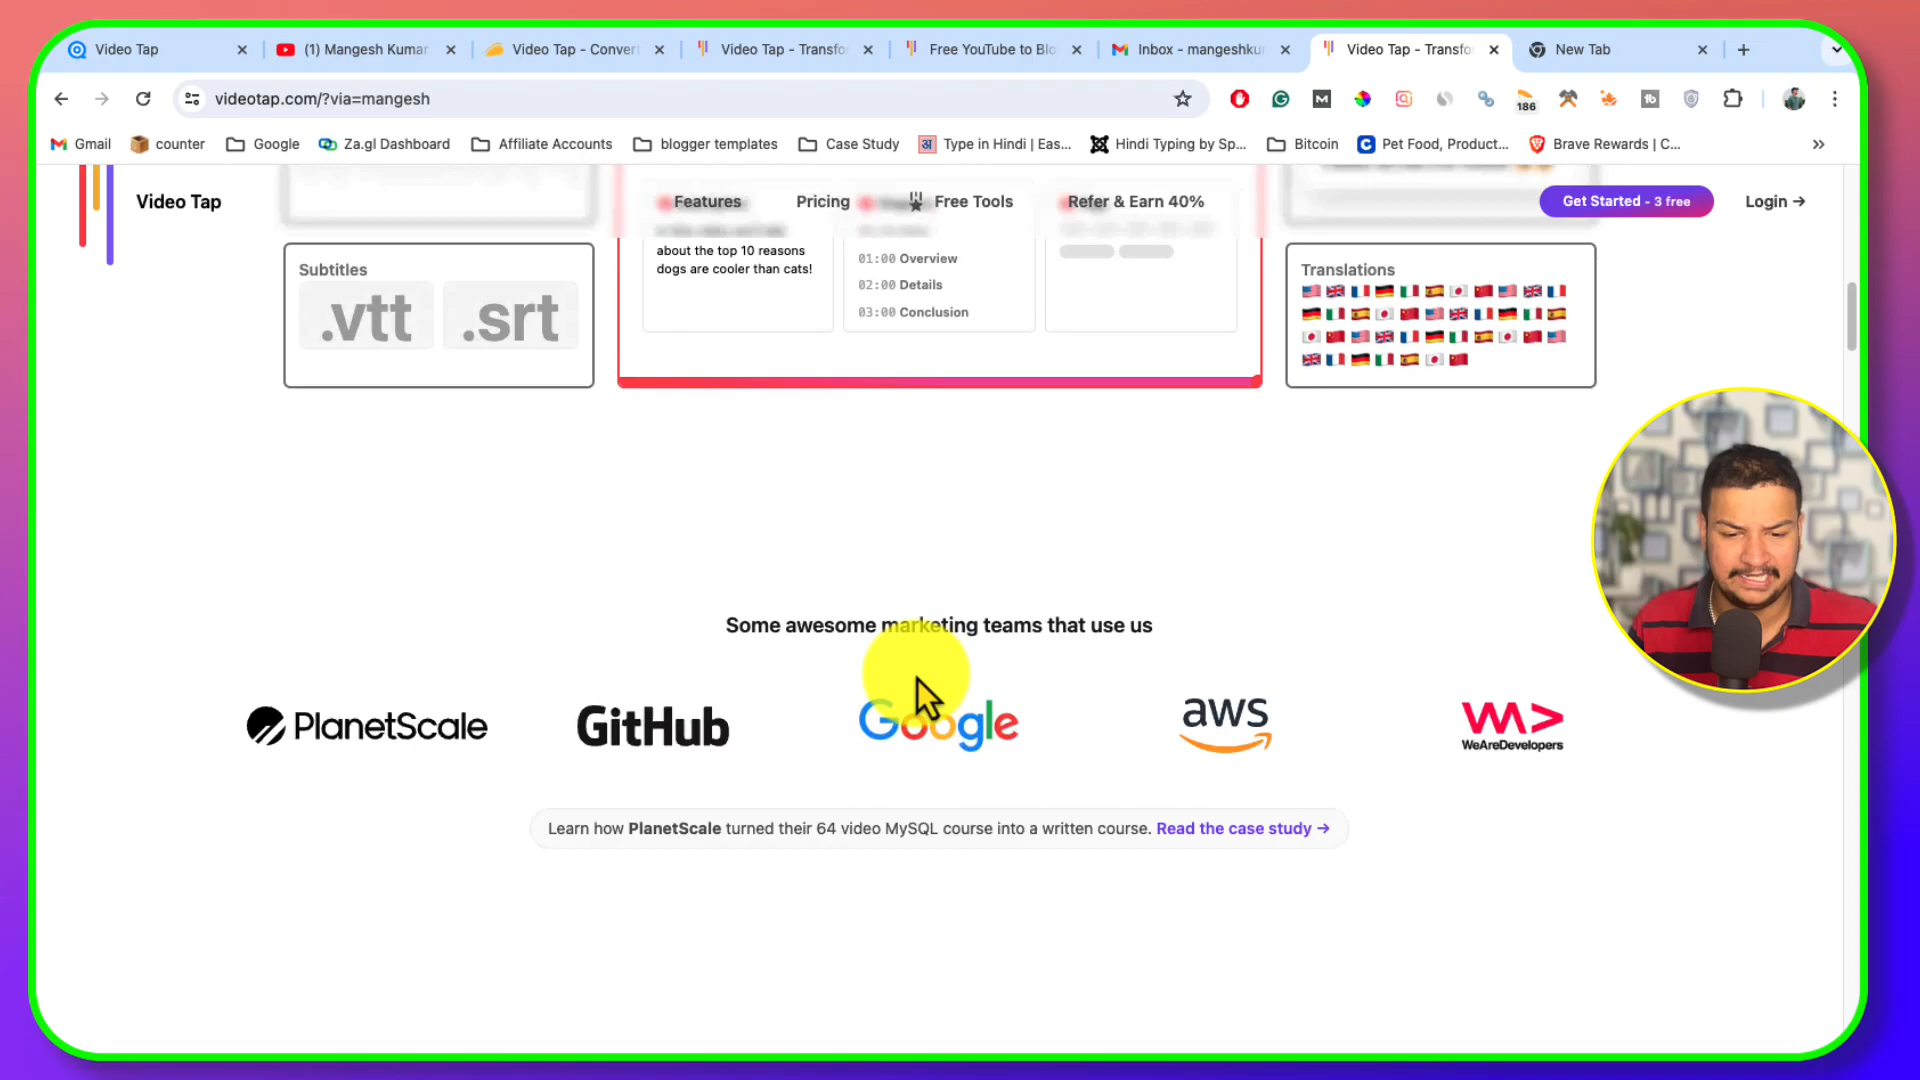 Video Tap
(1) Mangesh Kumar
Video Tap - Convert
Video Tap - Transfo
Free YouTube to Blo
Inbox - mangeshku
Video Tap - Transfo
New Tab
videotap.com/?via=mangesh
186
Gmail
counter
Google
Za.gl Dashboard
Affiliate Accounts
blogger templates
Case Study
Type in Hindi | Eas...
Hindi Typing by Sp...
Bitcoin
Pet Food, Product...
Brave Rewards | C...
Video Tap
Features
Pricing
Free Tools
Refer & Earn 40%
Get Started - 3 free
Login →
Subtitles
.vtt
.srt
about the top 10 reasons
dogs are cooler than cats!
01:00 Overview
02:00 Details
03:00 Conclusion
Translations
Some awesome marketing teams that use us
PlanetScale
GitHub
Google
aws
WeAreDevelopers
Learn how PlanetScale turned their 64 video MySQL course into a written course. Read the case study →